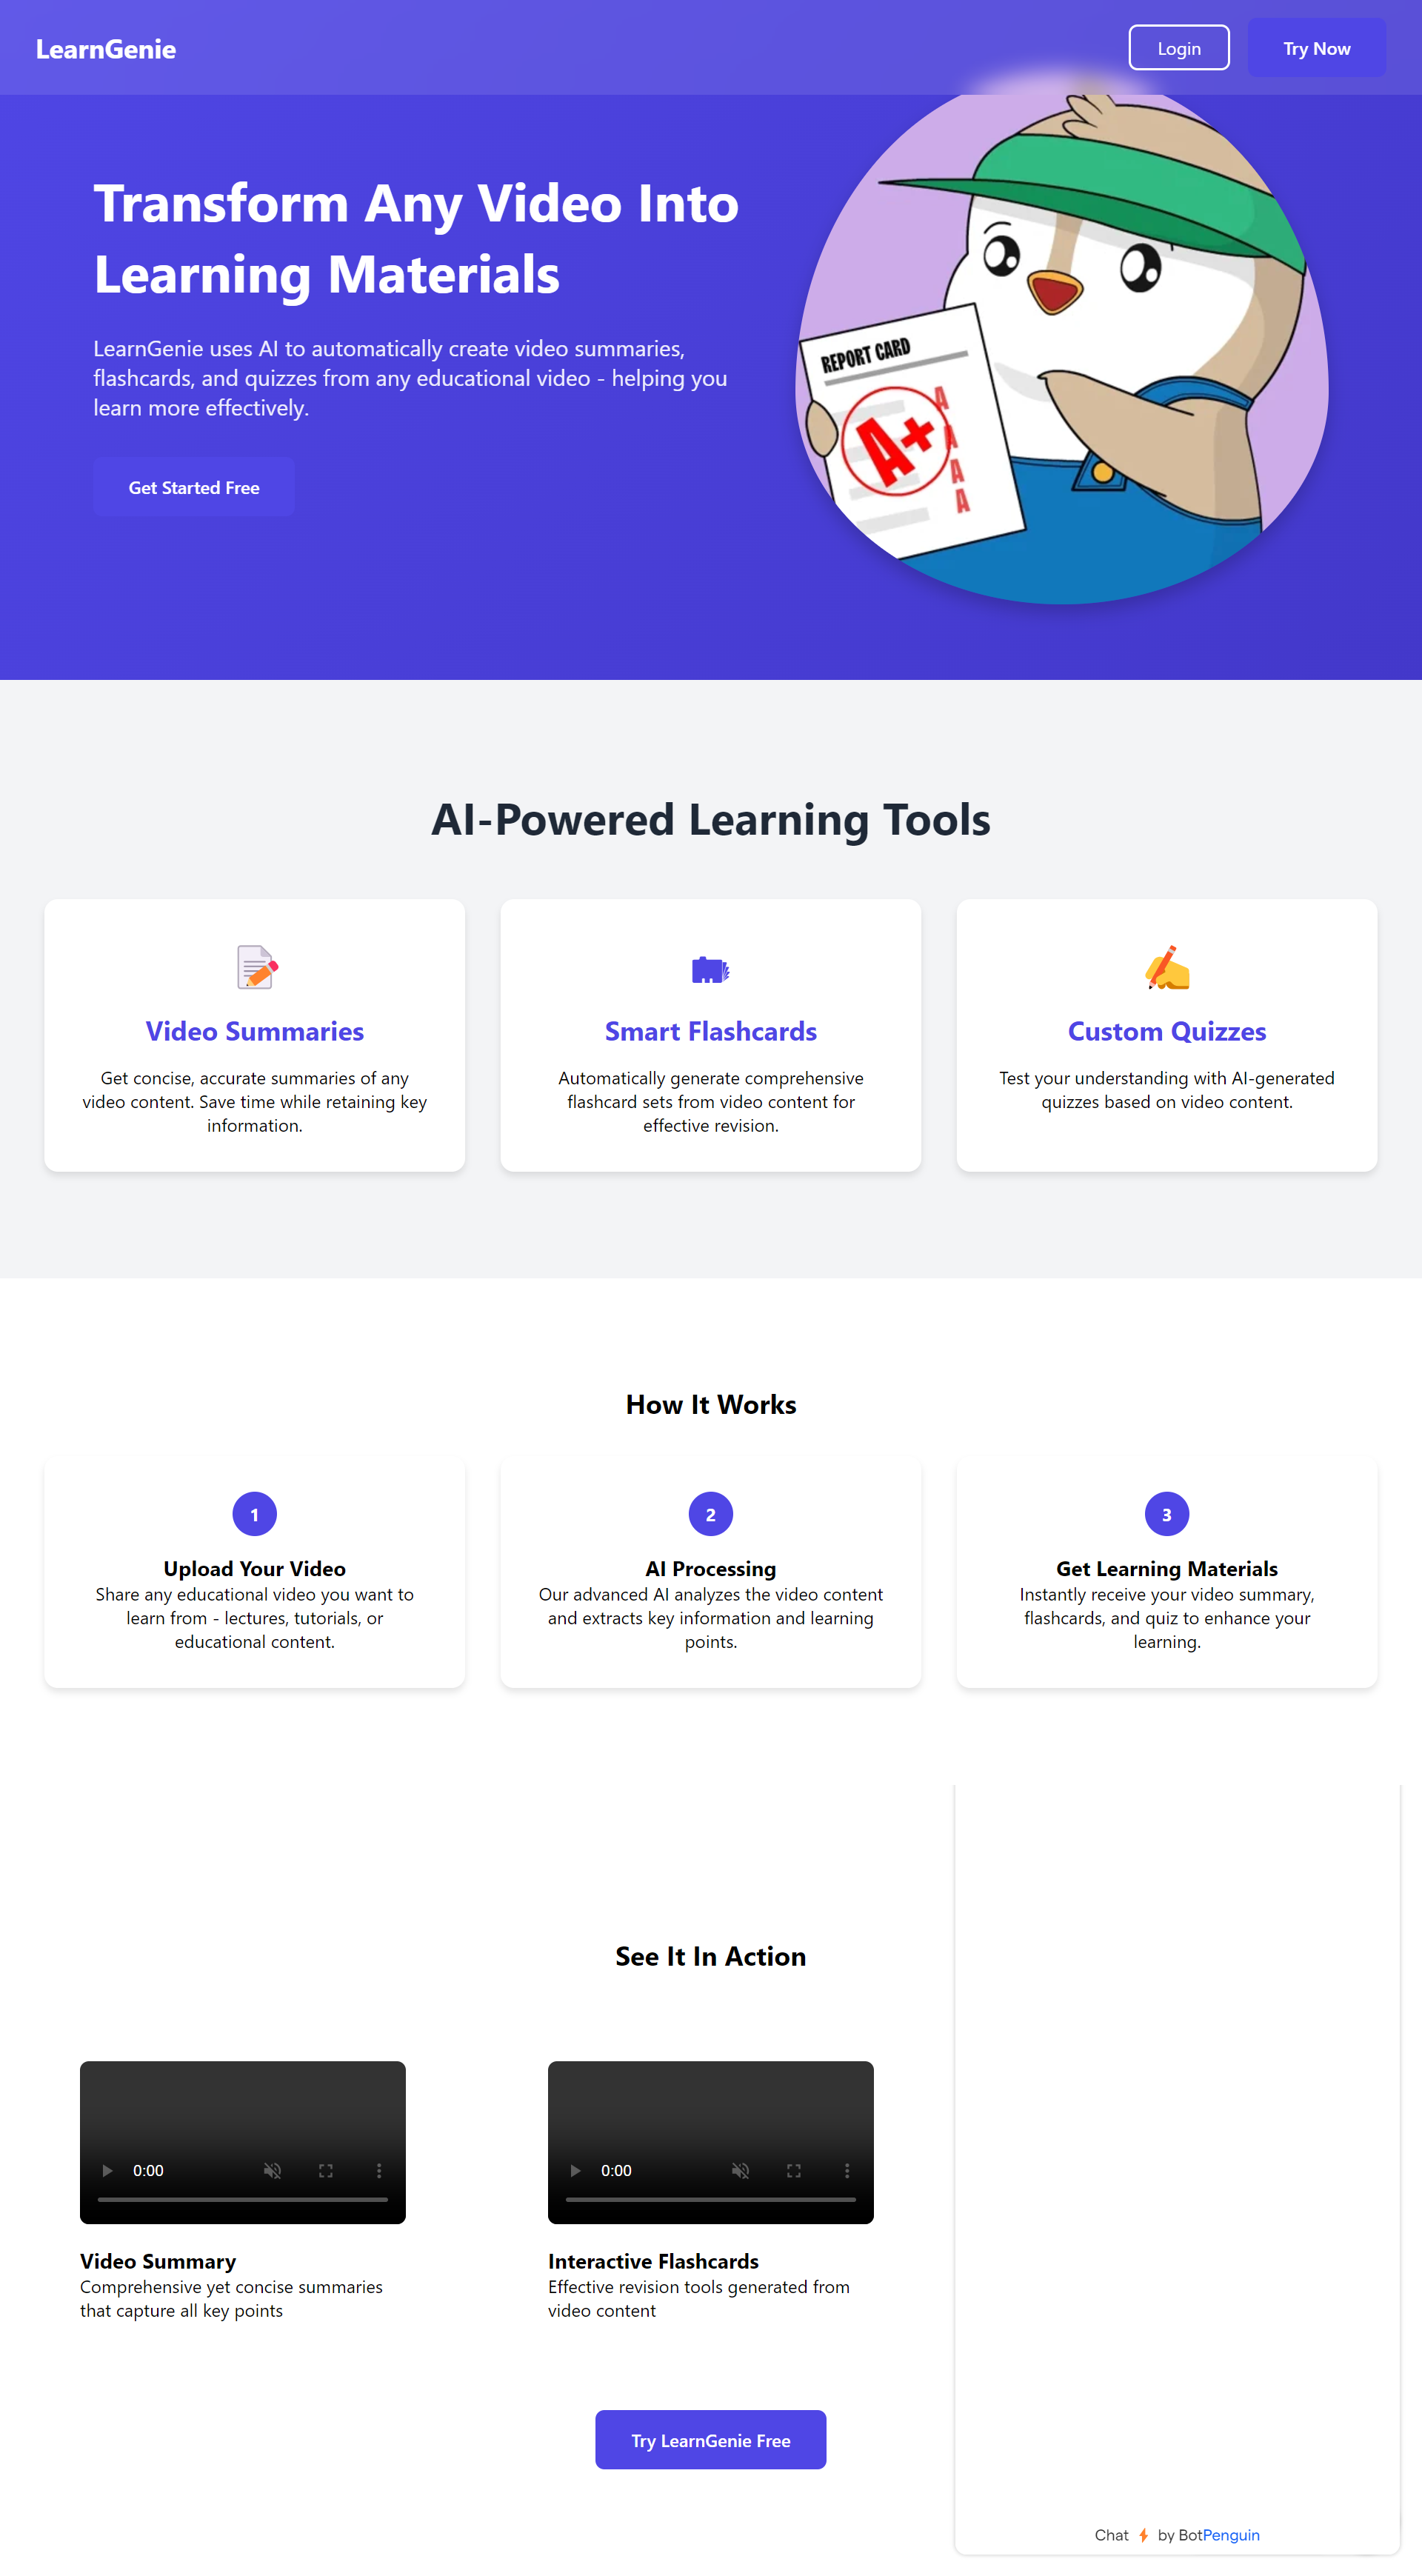 LearnGenie
Login
Try Now
Transform Any Video Into
Learning Materials
LearnGenie uses AI to automatically create video summaries,
flashcards, and quizzes from any educational video - helping you
learn more effectively.
Get Started Free
REPORT CARD
A+
A
A
A
A
AI-Powered Learning Tools
Video Summaries
Get concise, accurate summaries of any
video content. Save time while retaining key
information.
Smart Flashcards
Automatically generate comprehensive
flashcard sets from video content for
effective revision.
Custom Quizzes
Test your understanding with AI-generated
quizzes based on video content.
How It Works
1
Upload Your Video
Share any educational video you want to
learn from - lectures, tutorials, or
educational content.
2
AI Processing
Our advanced AI analyzes the video content
and extracts key information and learning
points.
3
Get Learning Materials
Instantly receive your video summary,
flashcards, and quiz to enhance your
learning.
See It In Action
0:00
Video Summary
Comprehensive yet concise summaries
that capture all key points
0:00
Interactive Flashcards
Effective revision tools generated from
video content
Try LearnGenie Free
Chat by BotPenguin